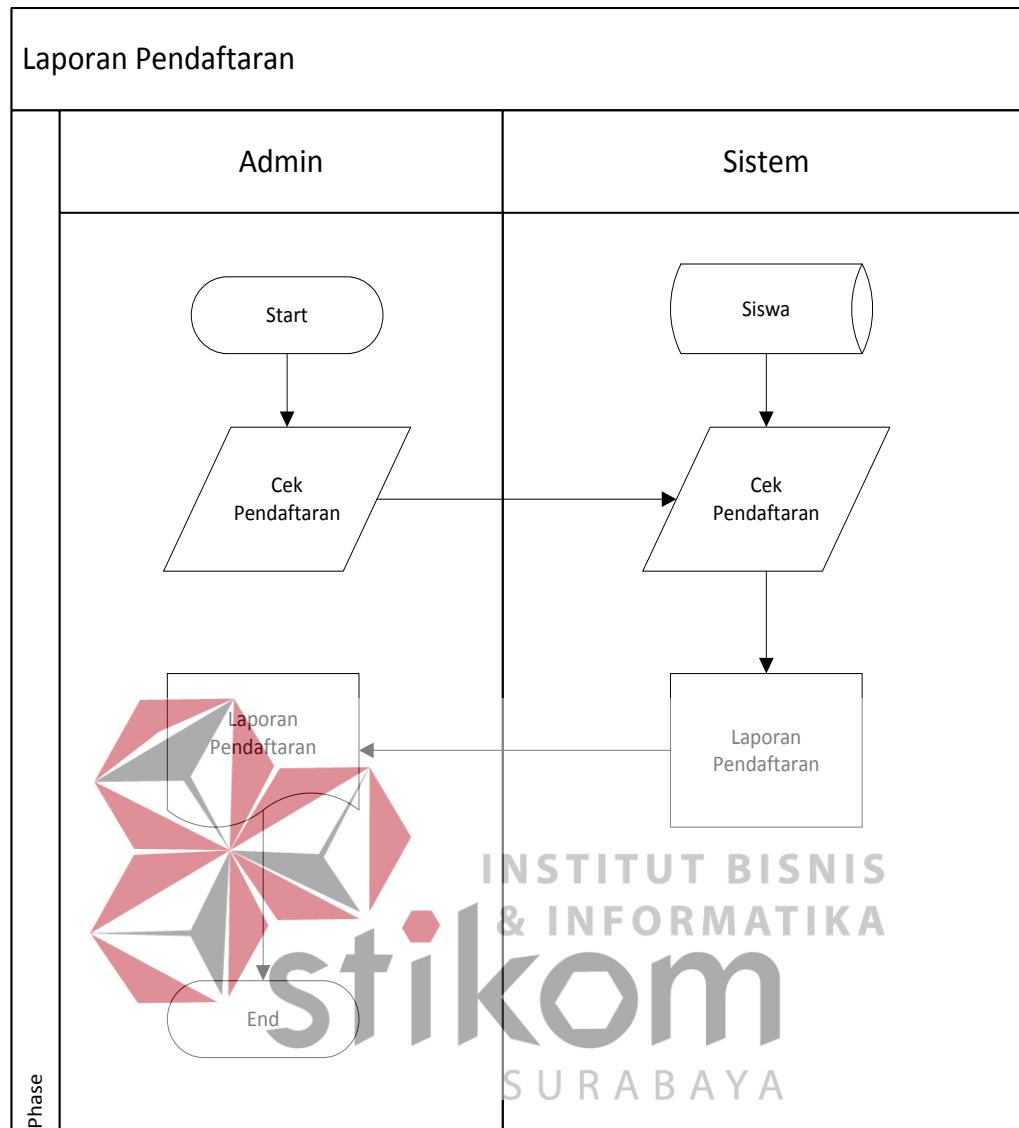 Laporan Pendaftaran
Admin
Sistem
Start
Siswa
Cek
Pendaftaran
Cek
Pendaftaran
Laporan
Pendaftaran
Laporan
Pendaftaran
INSTITUT BISNIS
& INFORMATIKA
stikom
SURABAYA
End
Phase